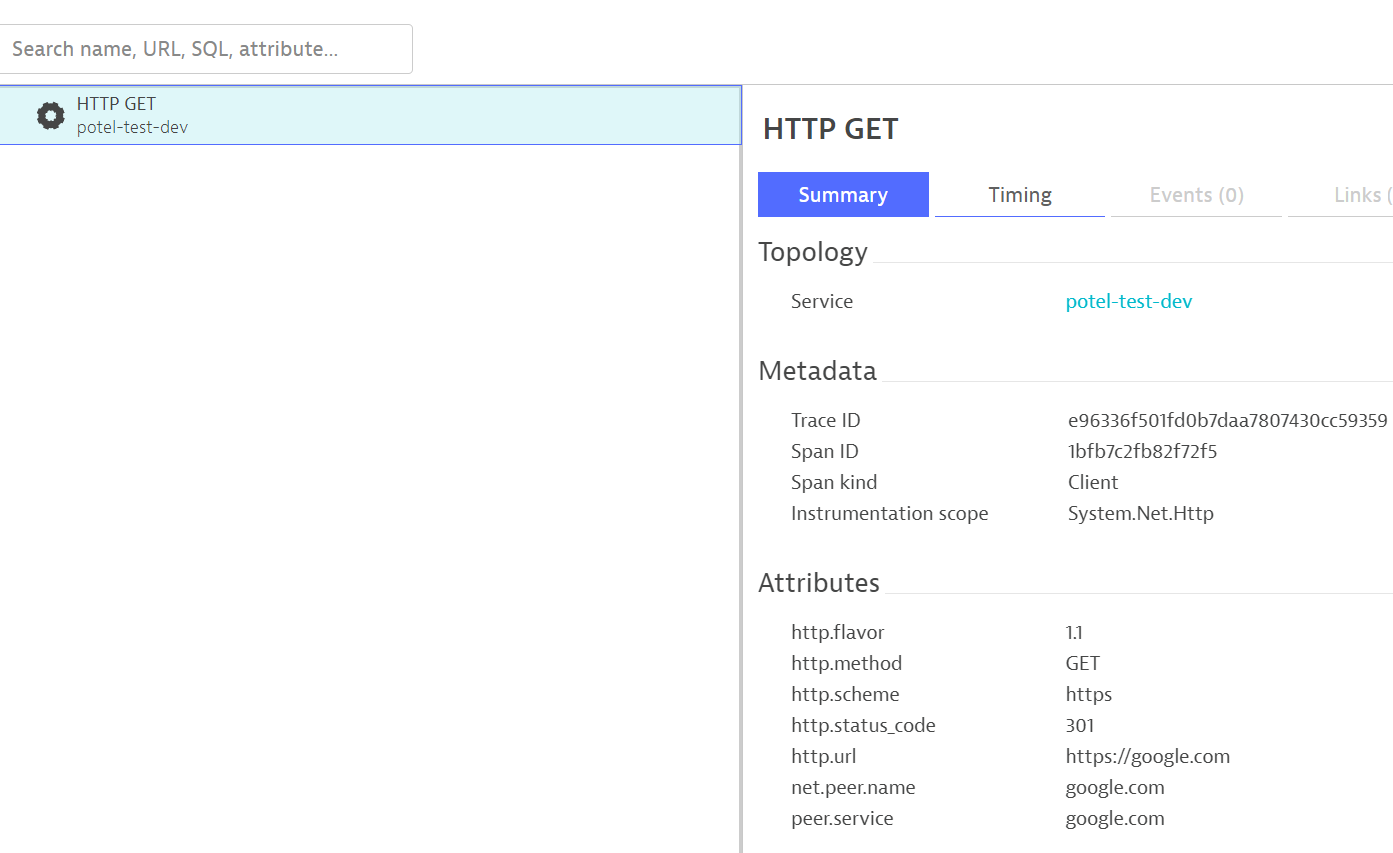 Search name, URL, SQL, attribute...
HTTP GET
potel-test-dev
HTTP GET
Summary Timing Events (0) Links (
Topology
Service potel-test-dev
Metadata
Trace ID e96336f501fd0b7daa7807430cc59359
Span ID 1bfb7c2fb82f72f5
Span kind Client
Instrumentation scope System.Net.Http
Attributes
http.flavor 1.1
http.method GET
http.scheme https
http.status_code 301
http.url https://google.com
net.peer.name google.com
peer.service google.com